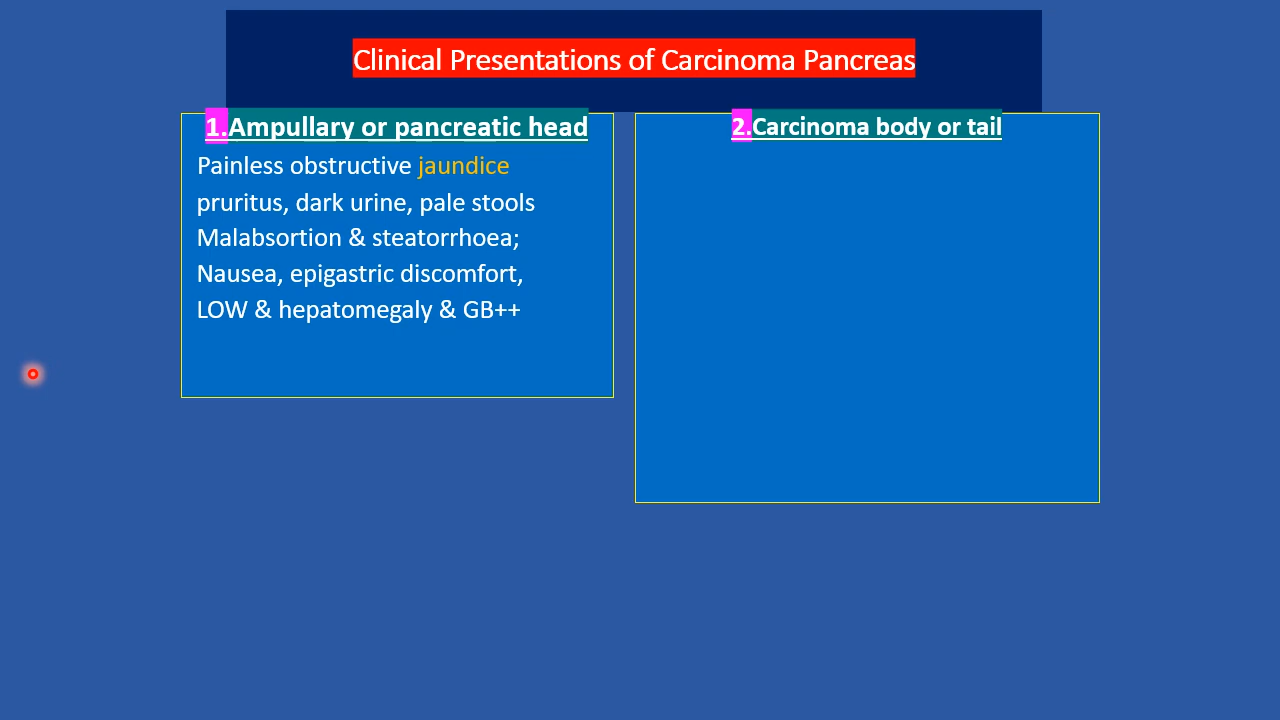 Clinical Presentations of Carcinoma Pancreas
1.Ampullary or pancreatic head
Painless obstructive jaundice
pruritus, dark urine, pale stools
Malabsortion & steatorrhoea;
Nausea, epigastric discomfort,
LOW & hepatomegaly & GB++
2.Carcinoma body or tail